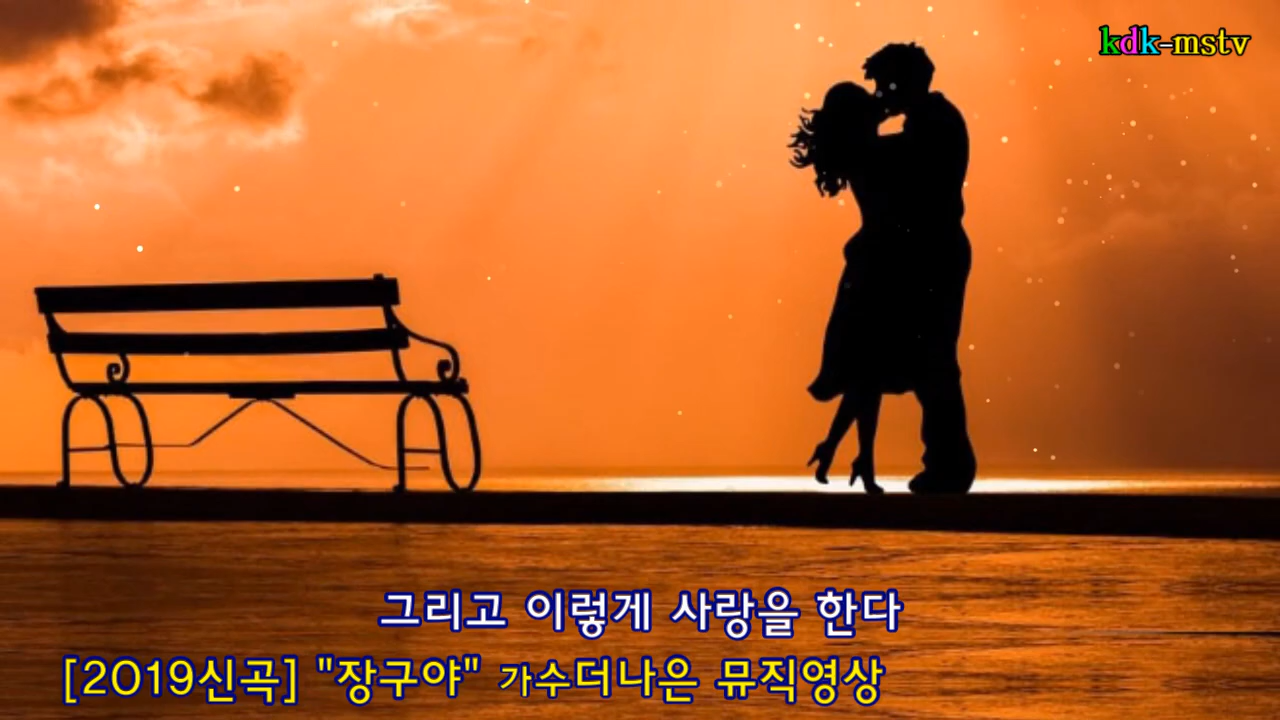 kdk-mstv
그리고 이렇게 사랑을 한다
[2019신곡] "장구야" 가수더나은 뮤직영상